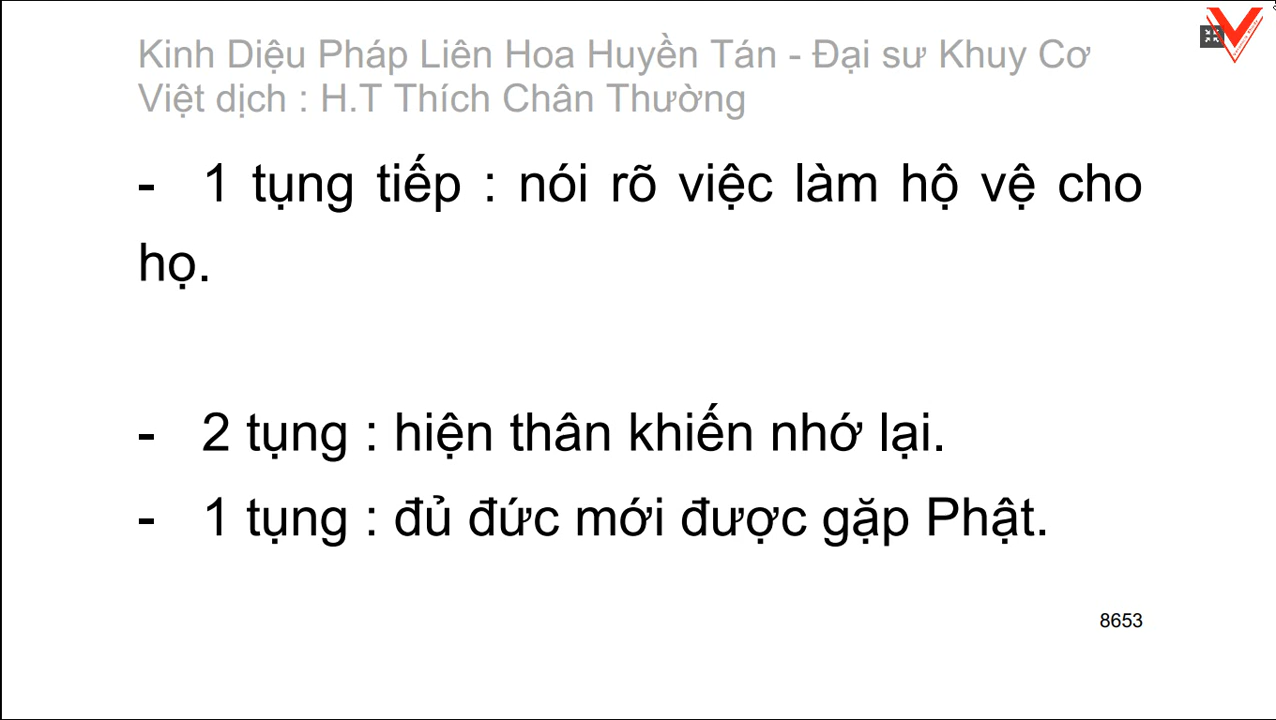 Kinh Diệu Pháp Liên Hoa Huyền Tán - Đại sư Khuy Cơ
Việt dịch : H.T Thích Chân Thường
- 1 tụng tiếp : nói rõ việc làm hộ vệ cho
họ.
- 2 tụng : hiện thân khiến nhớ lại.
- 1 tụng : đủ đức mới được gặp Phật.
8653